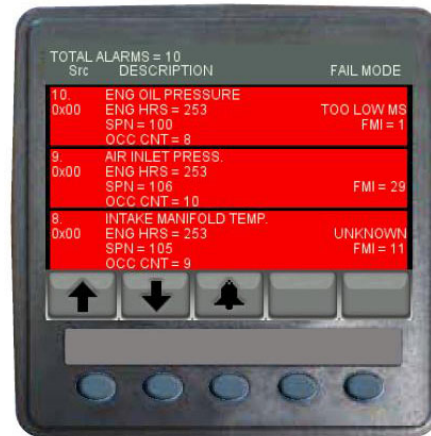 TOTAL ALARMS = 10
Src DESCRIPTION FAIL MODE
10. ENG OIL PRESSURE
0x00 ENG HRS = 253 TOO LOW MS
SPN = 100 FMI = 1
OCC CNT = 8
9. AIR INLET PRESS.
0x00 ENG HRS = 253
SPN = 106 FMI = 29
OCC CNT = 10
8. INTAKE MANIFOLD TEMP.
0x00 ENG HRS = 253 UNKNOWN
SPN = 105 FMI = 11
OCC CNT = 9